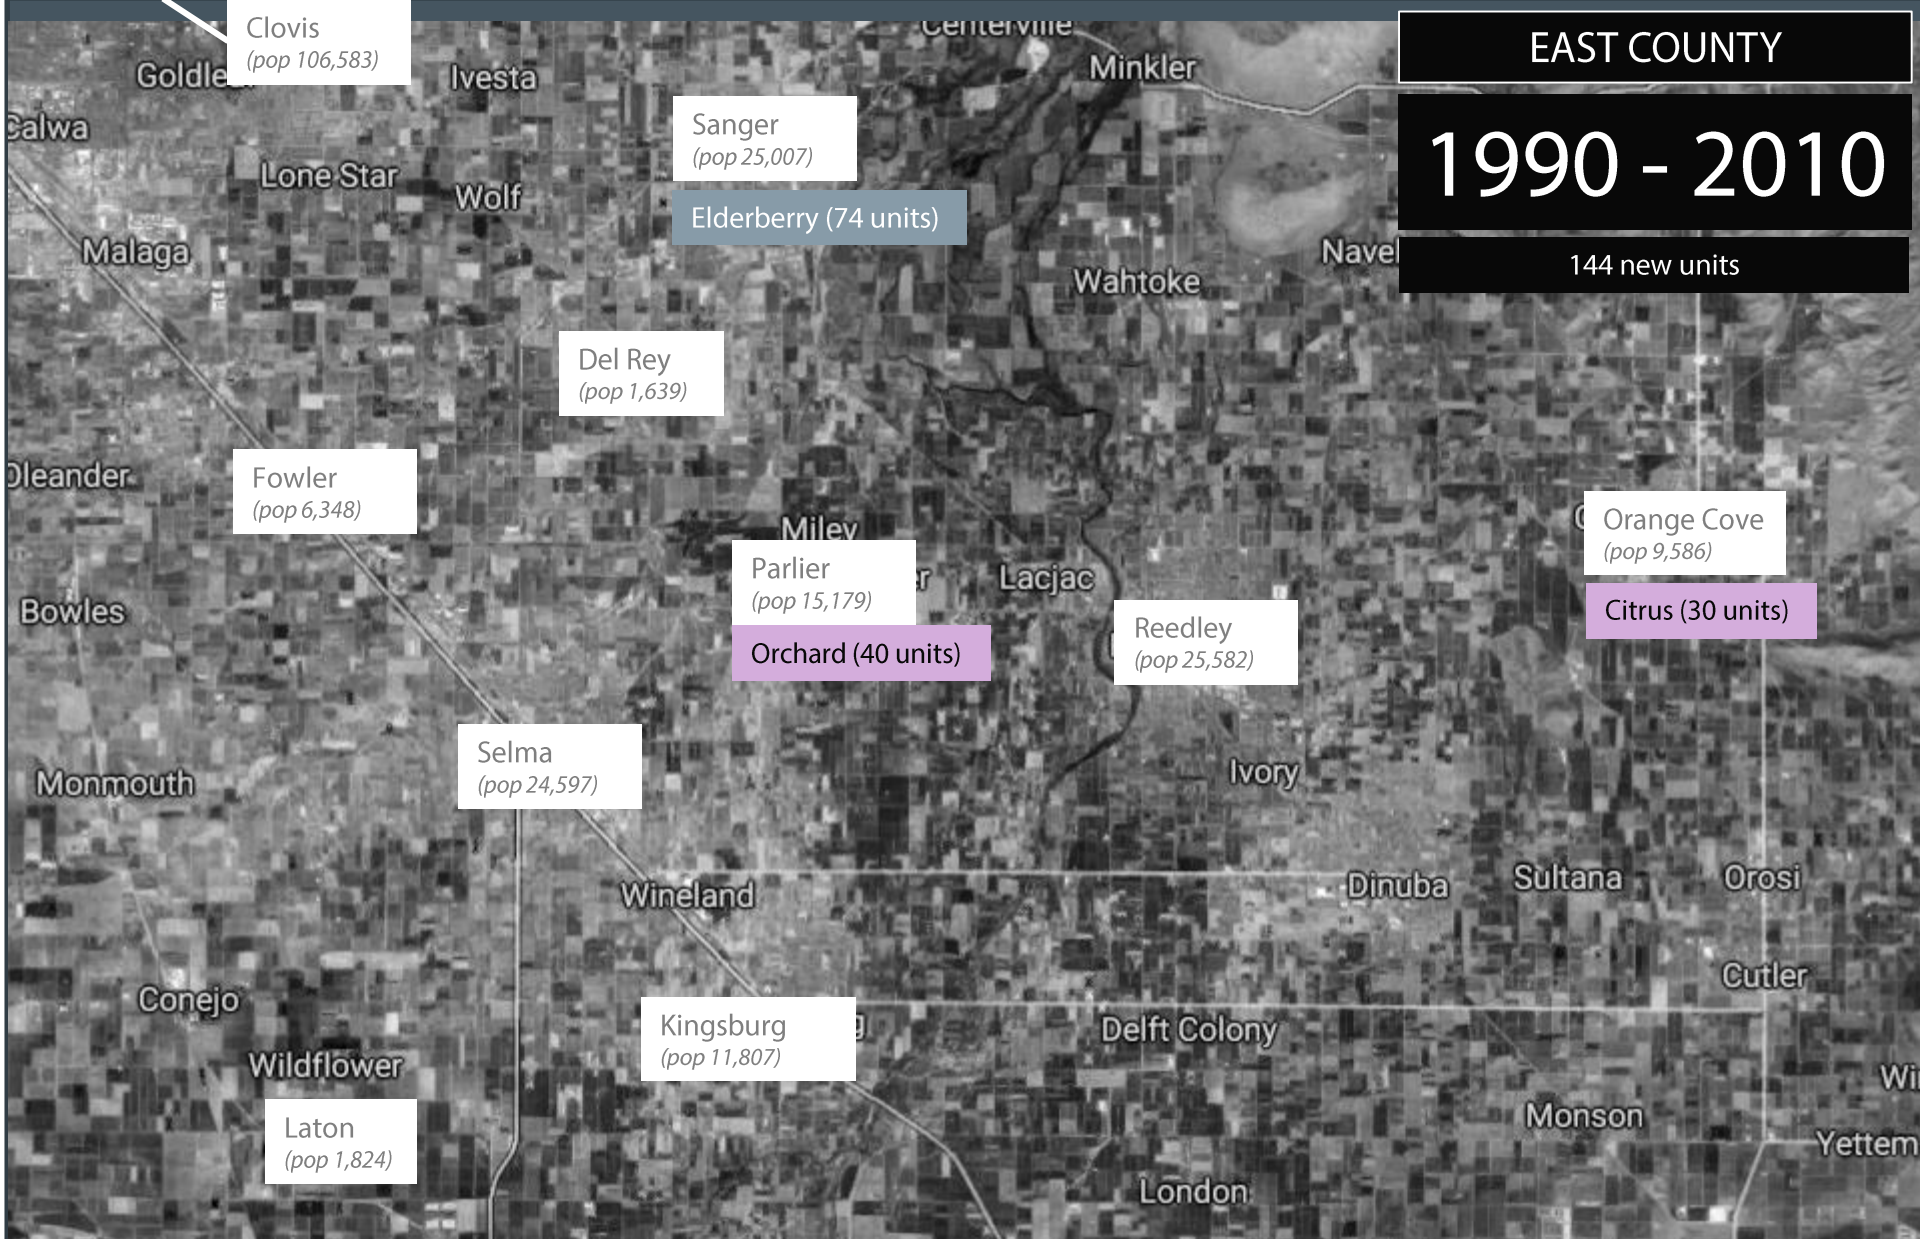 Clovis
(pop 106,583)
Centerville
EAST COUNTY
Minkler
Ivesta
Calwa
Sanger
(pop 25,007)
1990 - 2010
Lone Star
Wolf
Elderberry (74 units)
Malaga
144 new units
Wahtoke
Del Rey
(pop 1,639)
Oleander
Fowler
(pop 6,348)
Miley
Orange Cove
(pop 9,586)
Parlier
(pop 15,179)
Lacjac
Bowles
Citrus (30 units)
Orchard (40 units)
Reedley
(pop 25,582)
Selma
(pop 24,597)
Monmouth
Ivory
Wineland
Dinuba
Sultana
Orosi
Cutler
Conejo
Kingsburg
(pop 11,807)
Delft Colony
Wildflower
Monson
Laton
(pop 1,824)
Yettem
London